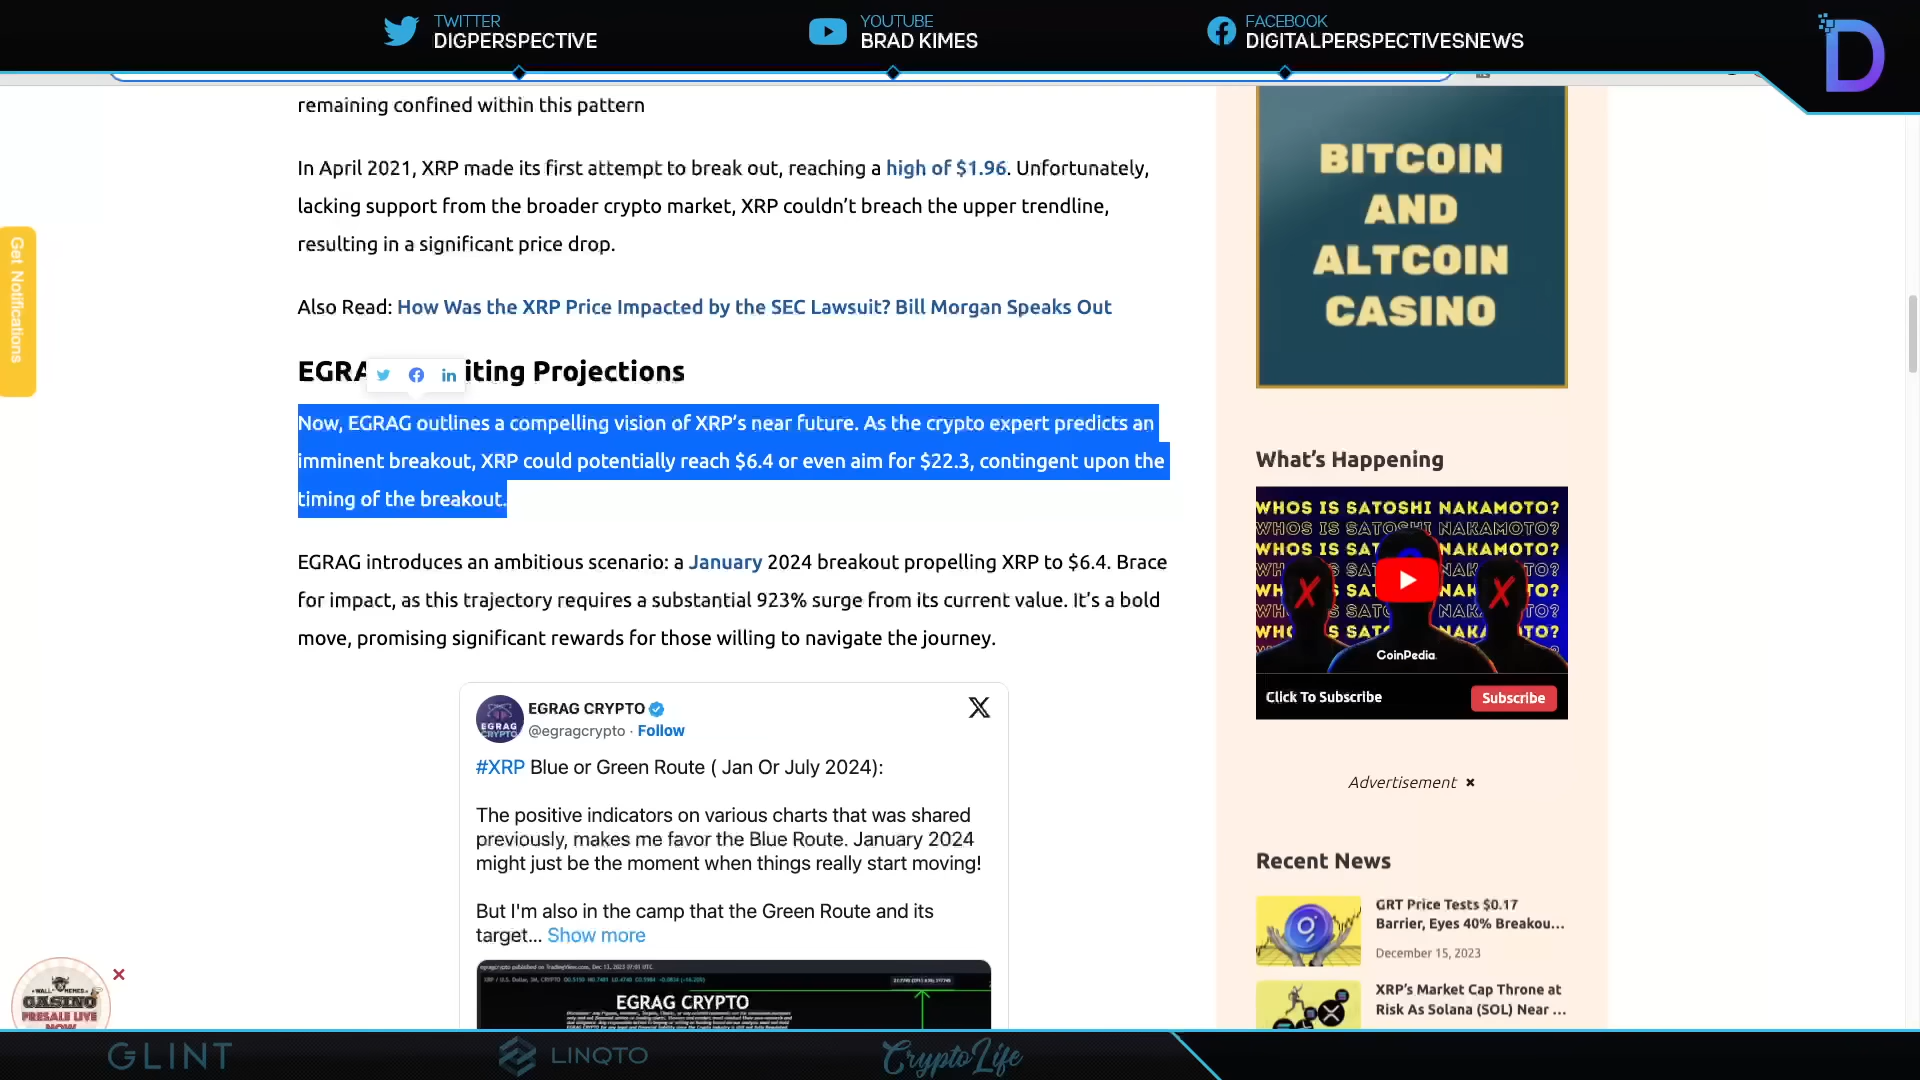 TWITTER
DIGPERSPECTIVE
YOUTUBE
BRAD KIMES
FACEBOOK
DIGITALPERSPECTIVESNEWS
D
Get Notifications
remaining confined within this pattern
In April 2021, XRP made its first attempt to break out, reaching a high of $1.96. Unfortunately,
lacking support from the broader crypto market, XRP couldn’t breach the upper trendline,
resulting in a significant price drop.
Also Read: How Was the XRP Price Impacted by the SEC Lawsuit? Bill Morgan Speaks Out
EGRA iting Projections
Now, EGRAG outlines a compelling vision of XRP’s near future. As the crypto expert predicts an
imminent breakout, XRP could potentially reach $6.4 or even aim for $22.3, contingent upon the
timing of the breakout.
EGRAG introduces an ambitious scenario: a January 2024 breakout propelling XRP to $6.4. Brace
for impact, as this trajectory requires a substantial 923% surge from its current value. It’s a bold
move, promising significant rewards for those willing to navigate the journey.
EGRAG
CRYPTO
EGRAG CRYPTO
@egragcrypto · Follow
#XRP Blue or Green Route ( Jan Or July 2024):
The positive indicators on various charts that was shared
previously, makes me favor the Blue Route. January 2024
might just be the moment when things really start moving!
But I'm also in the camp that the Green Route and its
target... Show more
EGRAG CRYPTO
BITCOIN
AND
ALTCOIN
CASINO
What’s Happening
WHOS IS SATOSHI NAKAMOTO?
WHOS IS SATOSHI NAKAMOTO?
CoinPedia
Click To Subscribe
Subscribe
Advertisement
Recent News
GRT Price Tests $0.17
Barrier, Eyes 40% Breakou...
December 15, 2023
XRP’s Market Cap Throne at
Risk As Solana (SOL) Near ...
WALL MEMES
CASINO
PRESALE LIVE
NOW
GLINT
LINQTO
CryptoLife